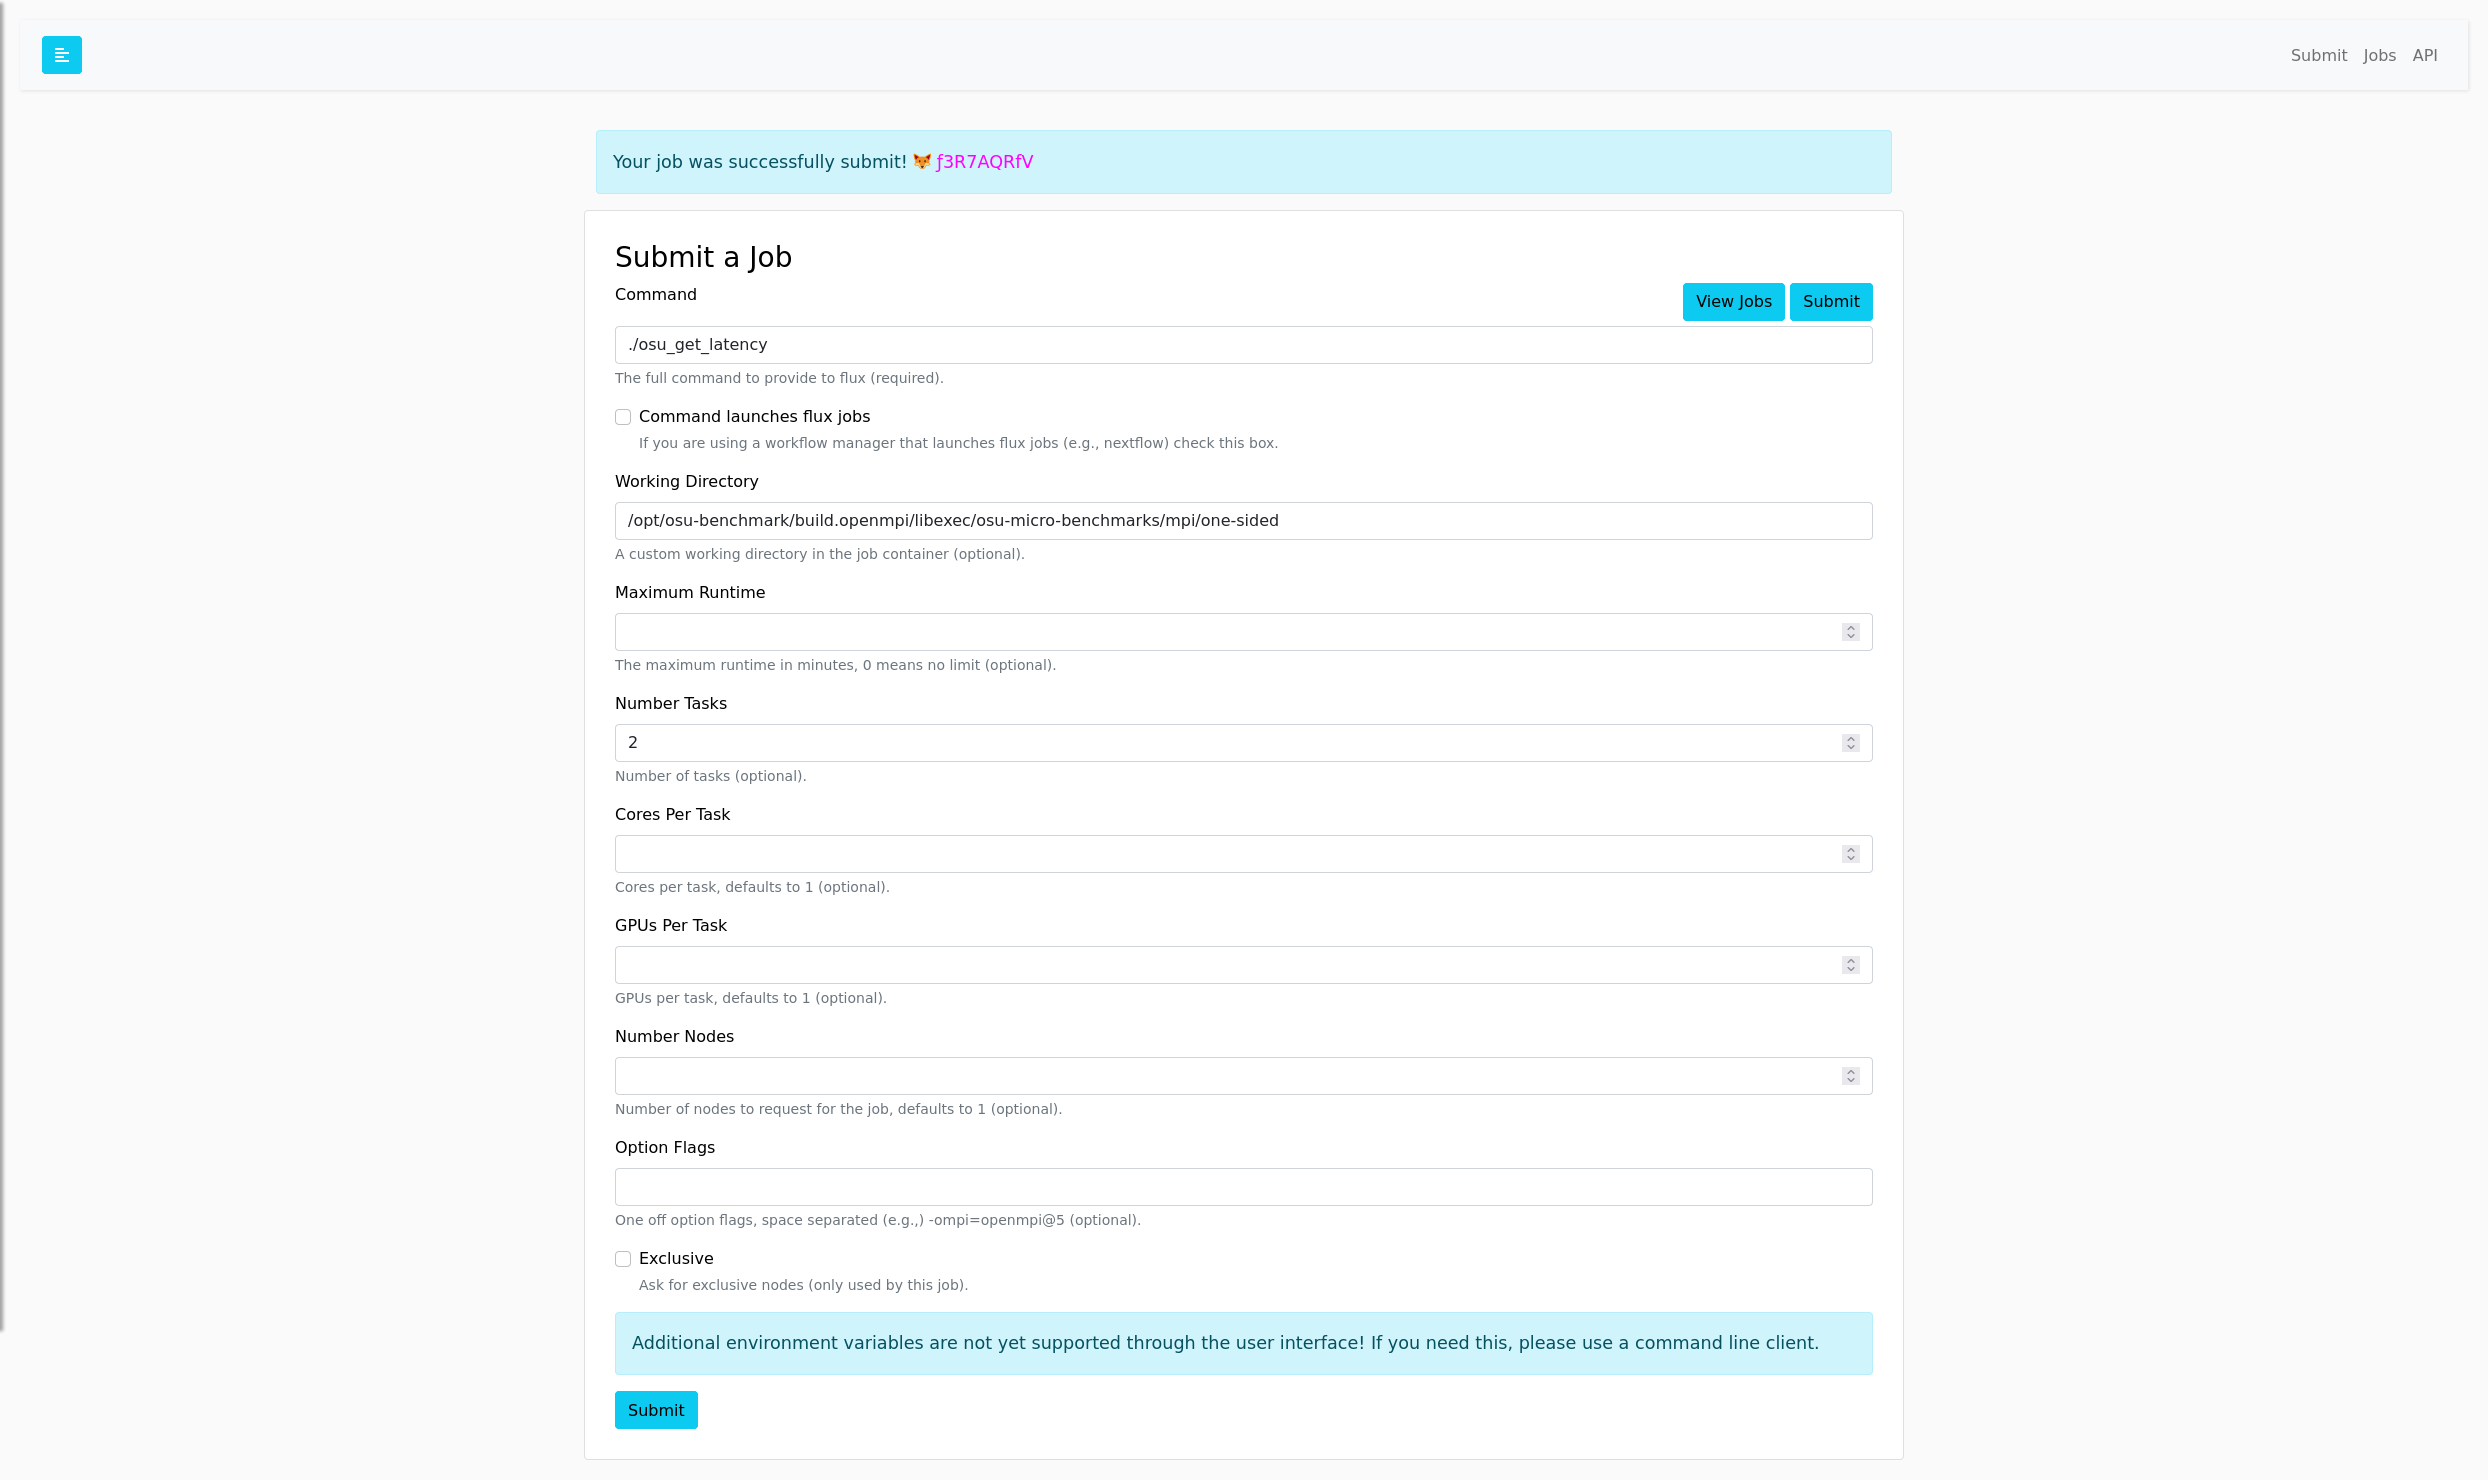 Submit Jobs API
Your job was successfully submit! 🦊 ƒ3R7AQRfV
Submit a Job
Command
View Jobs Submit
./osu_get_latency
The full command to provide to flux (required).
Command launches flux jobs
If you are using a workflow manager that launches flux jobs (e.g., nextflow) check this box.
Working Directory
/opt/osu-benchmark/build.openmpi/libexec/osu-micro-benchmarks/mpi/one-sided
A custom working directory in the job container (optional).
Maximum Runtime
The maximum runtime in minutes, 0 means no limit (optional).
Number Tasks
2
Number of tasks (optional).
Cores Per Task
Cores per task, defaults to 1 (optional).
GPUs Per Task
GPUs per task, defaults to 1 (optional).
Number Nodes
Number of nodes to request for the job, defaults to 1 (optional).
Option Flags
One off option flags, space separated (e.g.,) -ompi=openmpi@5 (optional).
Exclusive
Ask for exclusive nodes (only used by this job).
Additional environment variables are not yet supported through the user interface! If you need this, please use a command line client.
Submit